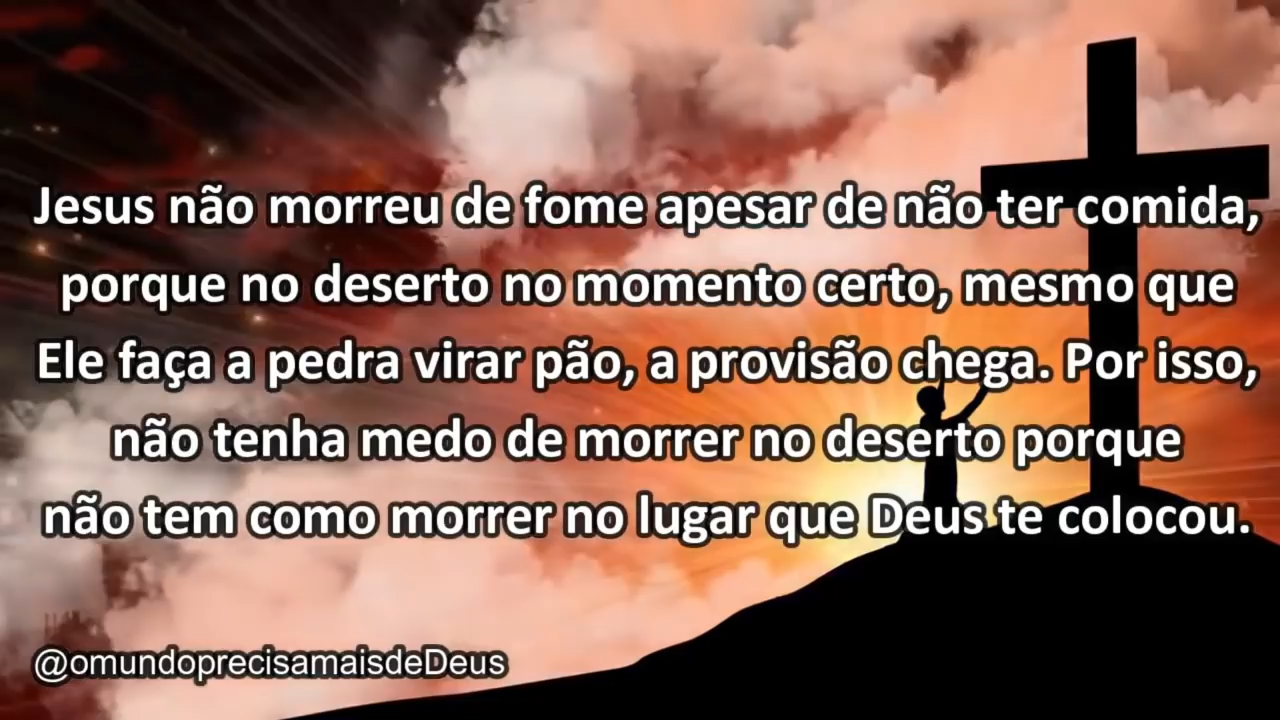 Jesus não morreu de fome apesar de não ter comida,
porque no deserto no momento certo, mesmo que
Ele faça a pedra virar pão, a provisão chega. Por isso,
não tenha medo de morrer no deserto porque
não tem como morrer no lugar que Deus te colocou.
@omundoprecisamaisdeDeus